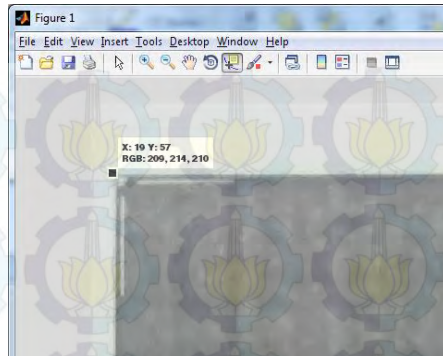 Figure 1
File Edit View Insert Tools Desktop Window Help
X: 19 Y: 57
RGB: 209, 214, 210